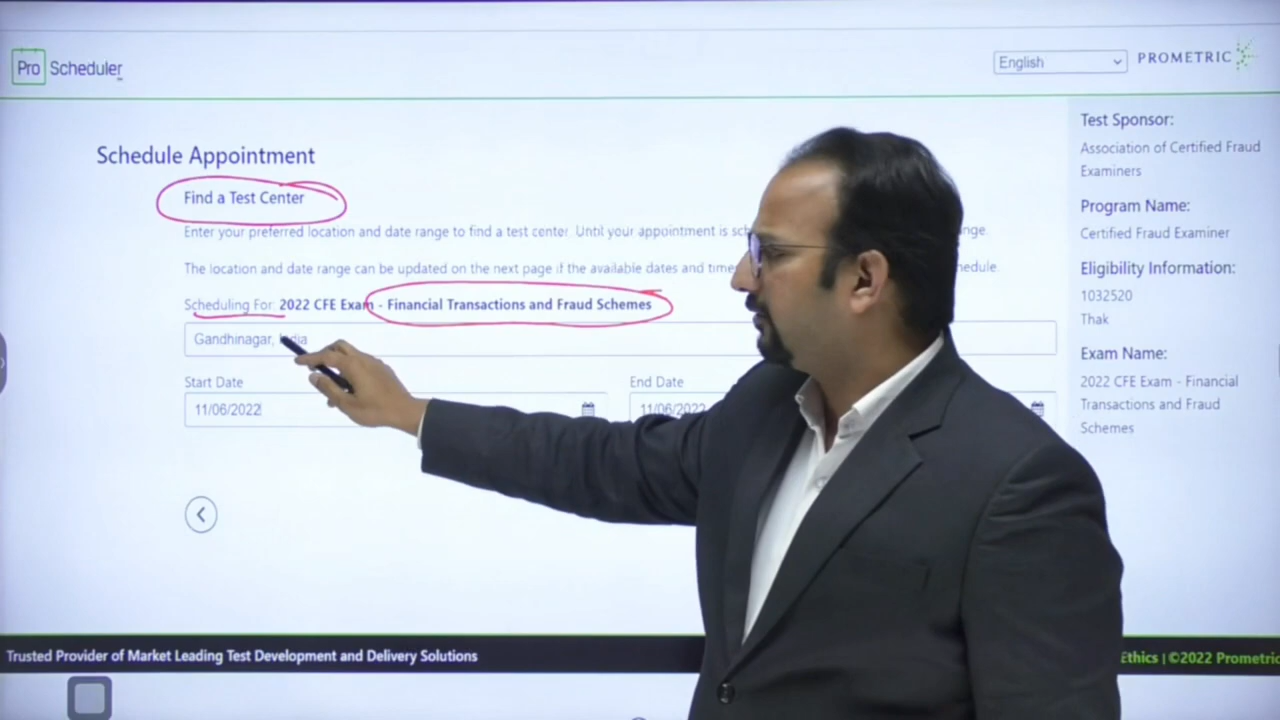 Pro Scheduler
English
PROMETRIC
Schedule Appointment
Find a Test Center
Enter your preferred location and date range to find a test center. Until your appointment is
The location and date range can be updated on the next page if the available dates and
Scheduling For: 2022 CFE Exam - Financial Transactions and Fraud Schemes
Gandhinagar, India
Start Date
End Date
11/06/2022
11/06/2022
Test Sponsor:
Association of Certified Fraud
Examiners
Program Name:
Certified Fraud Examiner
Eligibility Information:
1032520
Thak
Exam Name:
2022 CFE Exam - Financial
Transactions and Fraud
Schemes
Trusted Provider of Market Leading Test Development and Delivery Solutions
Ethics | ©2022 Prometric